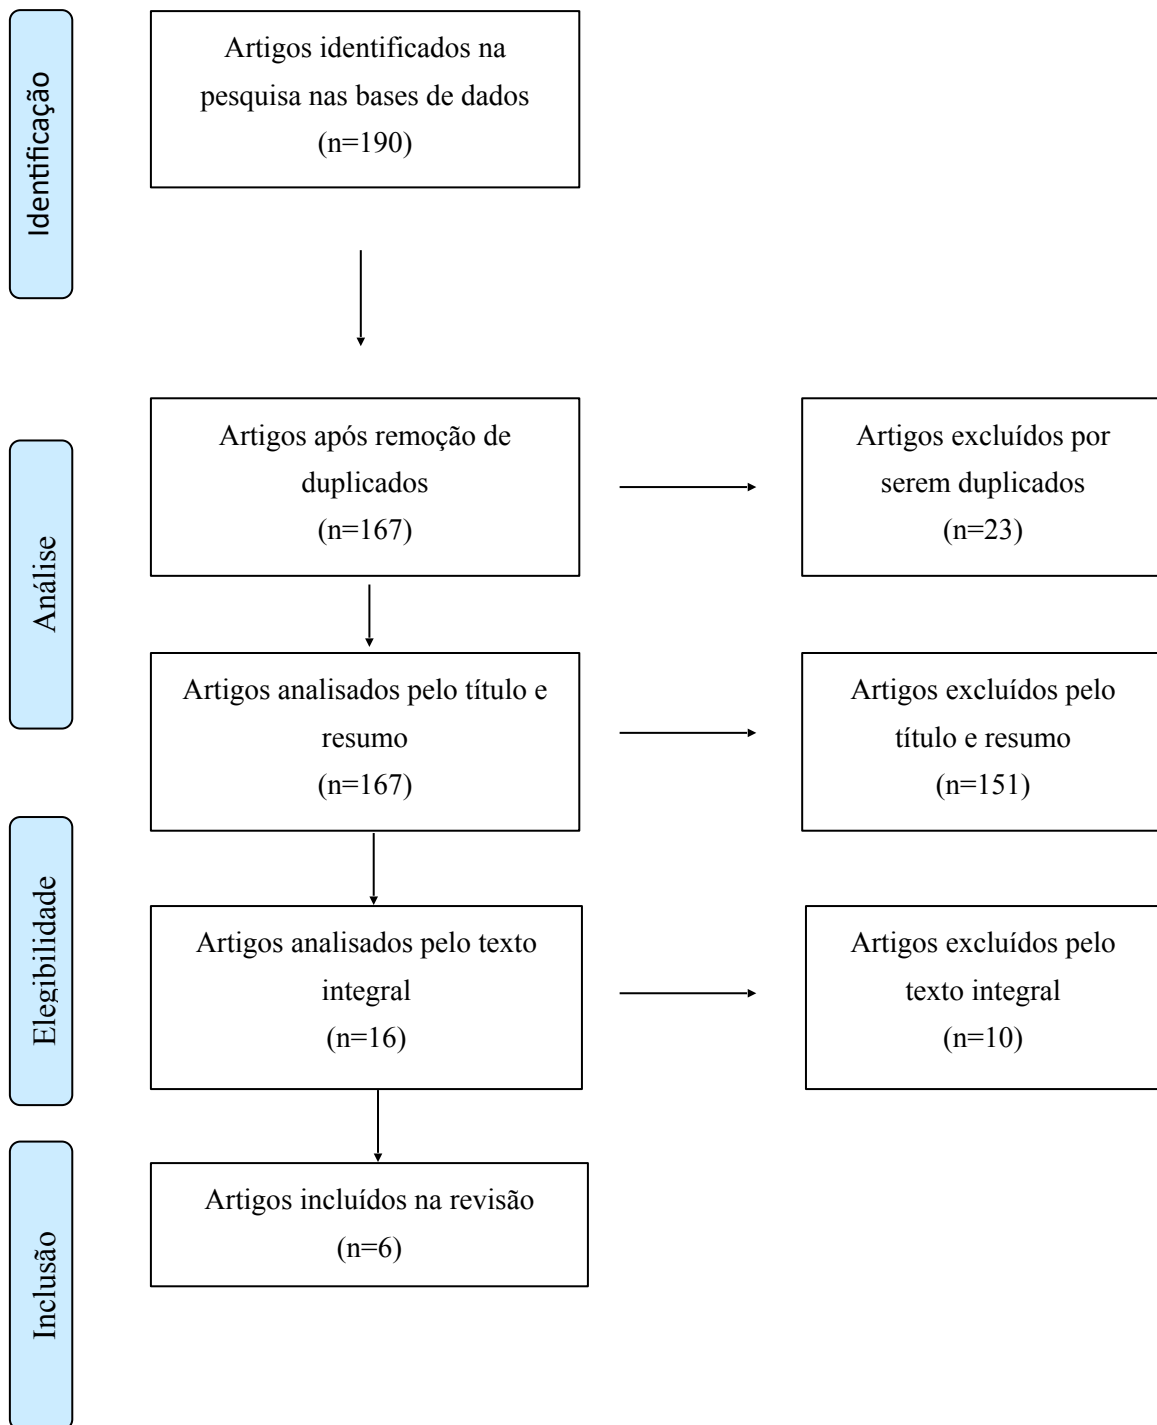 Identificação
Artigos identificados na
pesquisa nas bases de dados
(n=190)
Análise
Artigos após remoção de
duplicados
(n=167)
Artigos excluídos por
serem duplicados
(n=23)
Artigos analisados pelo título e
resumo
(n=167)
Artigos excluídos pelo
título e resumo
(n=151)
Elegibilidade
Artigos analisados pelo texto
integral
(n=16)
Artigos excluídos pelo
texto integral
(n=10)
Inclusão
Artigos incluídos na revisão
(n=6)